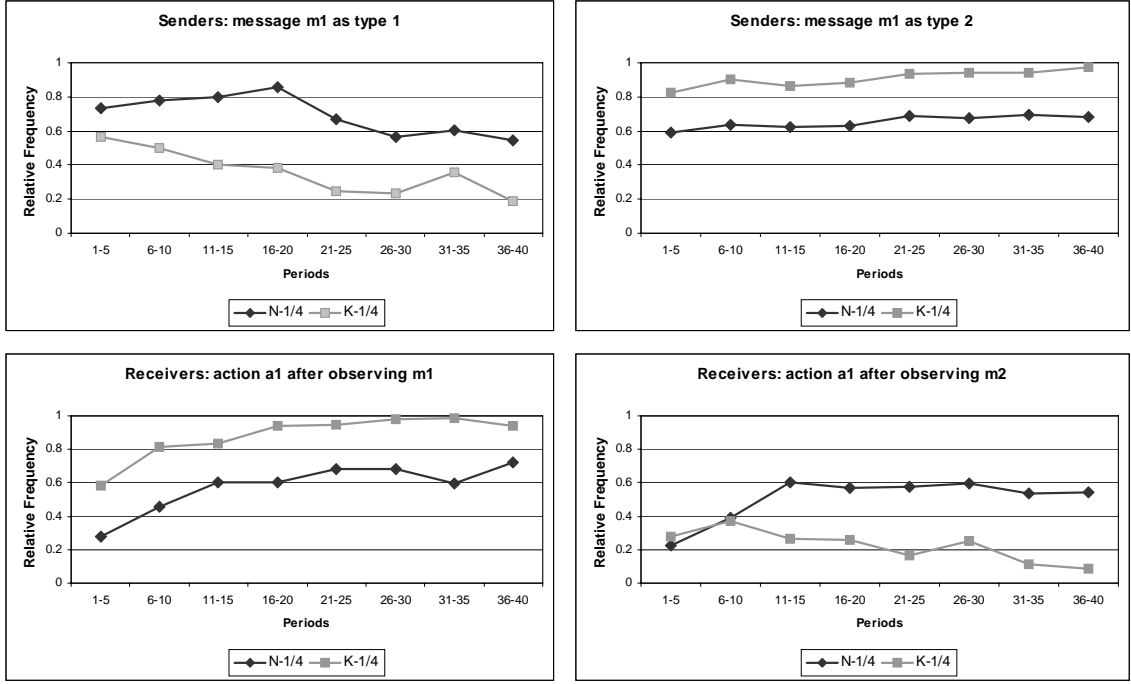 Senders: message m1 as type 1
Relative Frequency
1
0.8
0.6
0.4
0.2
0
1-5 6-10 11-15 16-20 21-25 26-30 31-35 36-40
Periods
N-1/4 K-1/4
Senders: message m1 as type 2
Relative Frequency
1
0.8
0.6
0.4
0.2
0
1-5 6-10 11-15 16-20 21-25 26-30 31-35 36-40
Periods
N-1/4 K-1/4
Receivers: action a1 after observing m1
Relative Frequency
1
0.8
0.6
0.4
0.2
0
1-5 6-10 11-15 16-20 21-25 26-30 31-35 36-40
Periods
N-1/4 K-1/4
Receivers: action a1 after observing m2
Relative Frequency
1
0.8
0.6
0.4
0.2
0
1-5 6-10 11-15 16-20 21-25 26-30 31-35 36-40
Periods
N-1/4 K-1/4